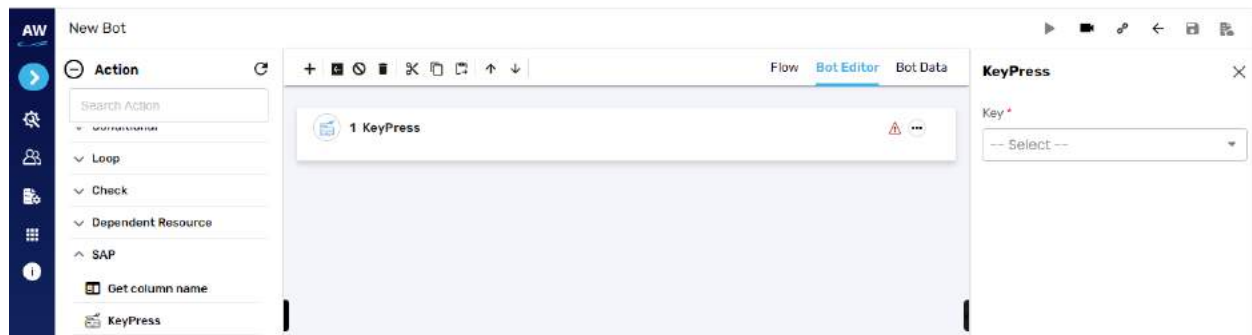 AW
New Bot
Action
Search Action
Conditional
Loop
Check
Dependent Resource
SAP
Get column name
KeyPress
Flow
Bot Editor
Bot Data
1 KeyPress
KeyPress
Key *
-- Select --